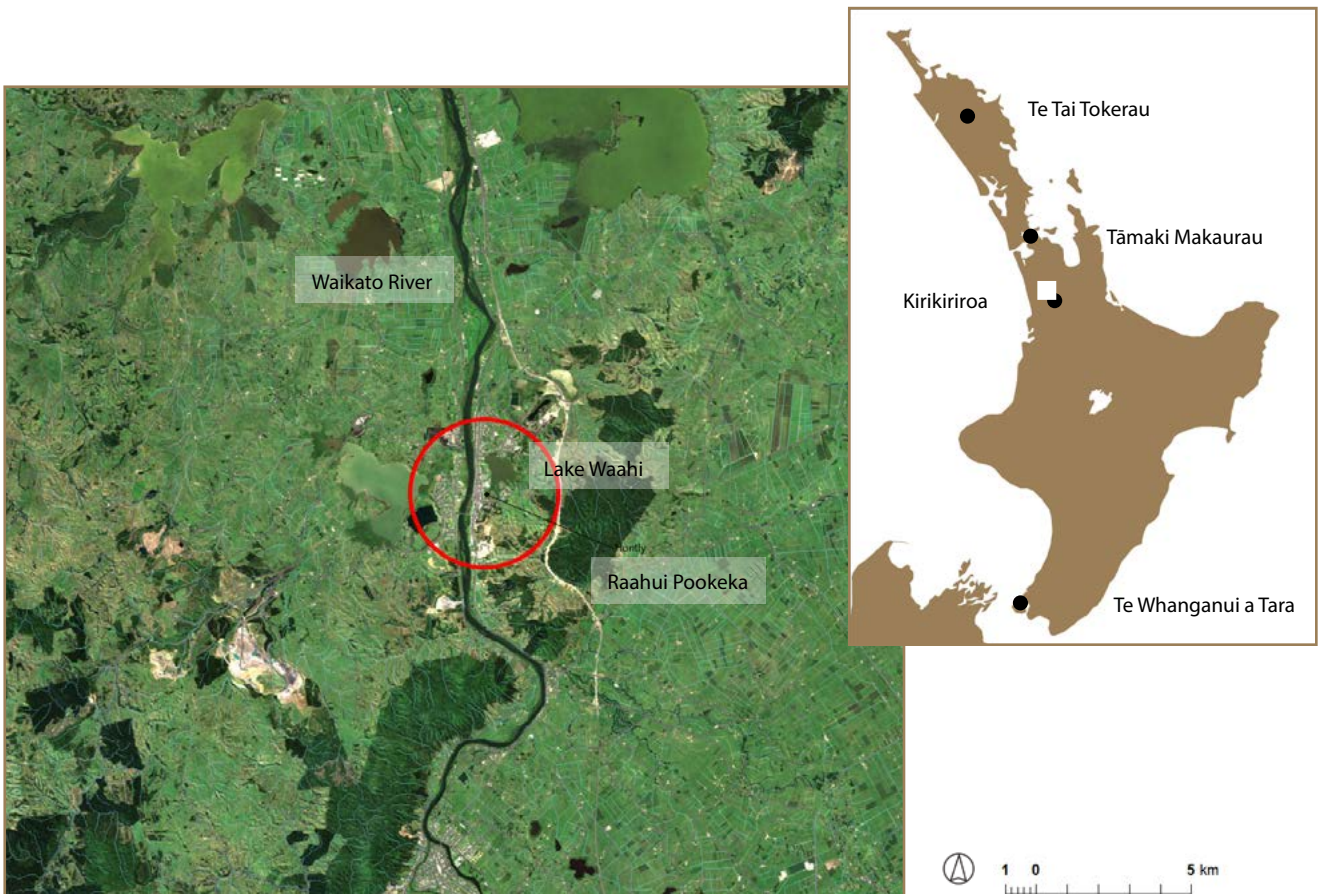 Te Tai Tokerau
Tāmaki Makaurau
Kirikiriroa
Te Whanganui a Tara
Waikato River
Lake Waahi
Raahui Pookeka
1 0 5 km